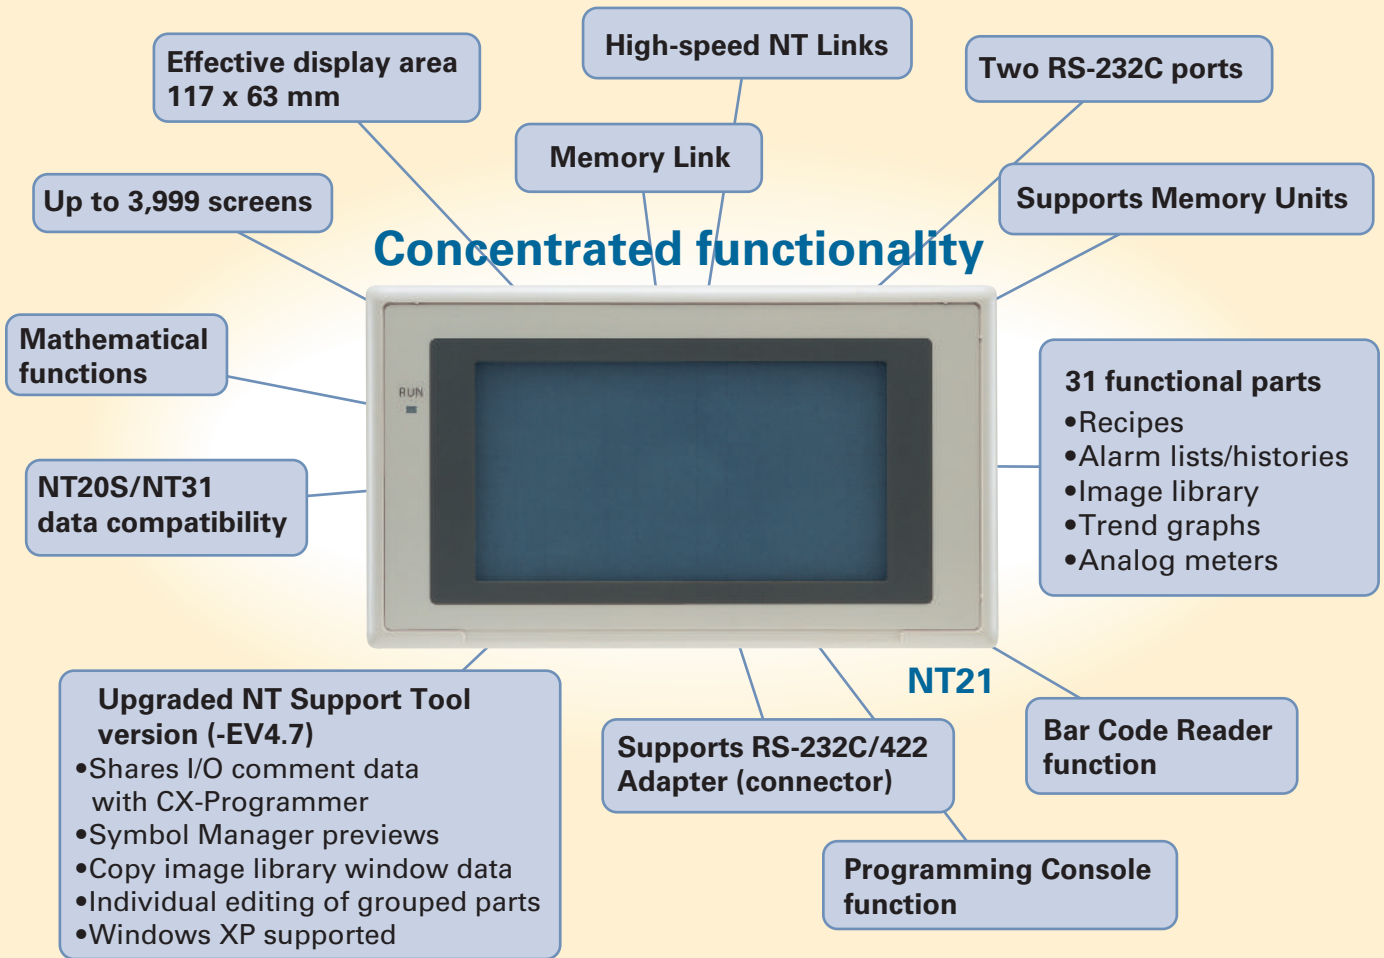 High-speed NT Links
Effective display area
117 x 63 mm
Two RS-232C ports
Memory Link
Up to 3,999 screens
Supports Memory Units
Concentrated functionality
Mathematical
functions
RUN
31 functional parts
•Recipes
•Alarm lists/histories
•Image library
•Trend graphs
•Analog meters
NT20S/NT31
data compatibility
NT21
Upgraded NT Support Tool
version (-EV4.7)
•Shares I/O comment data
with CX-Programmer
•Symbol Manager previews
•Copy image library window data
•Individual editing of grouped parts
•Windows XP supported
Supports RS-232C/422
Adapter (connector)
Bar Code Reader
function
Programming Console
function